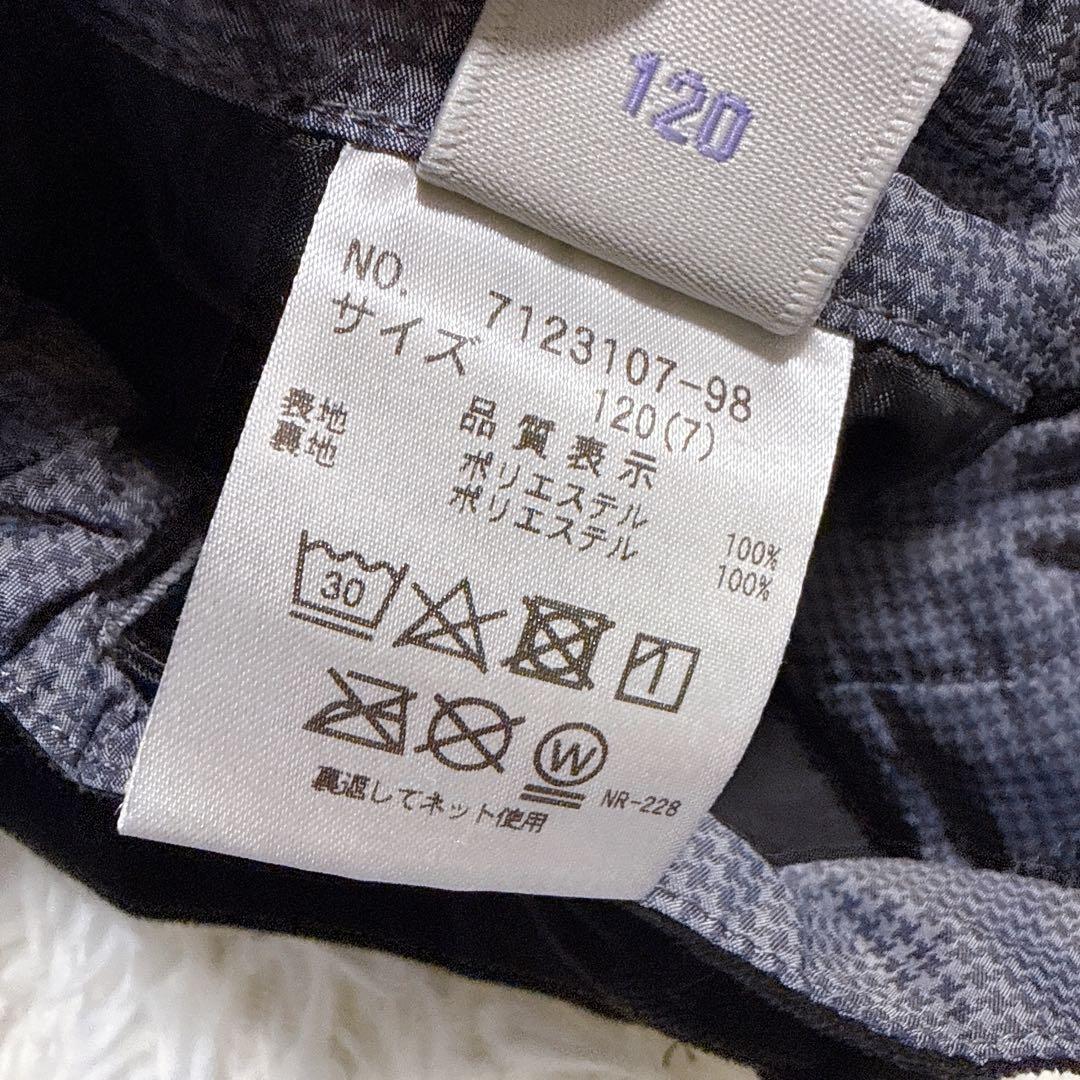 120
NO. 7123107-98
サイズ 120(7)
品質表示
表地 ポリエステル 100%
裏地 ポリエステル 100%
30
W
裏返してネット使用 NR-228